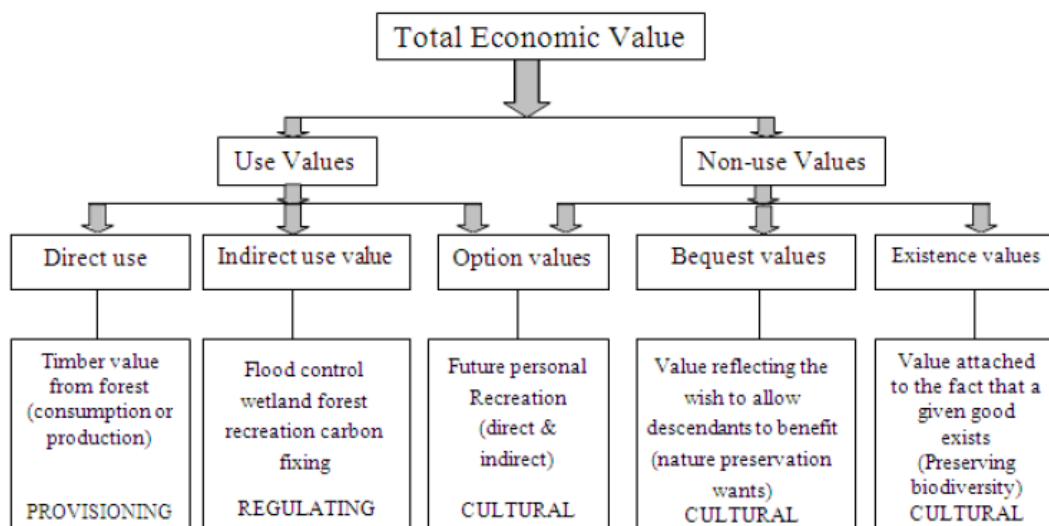 Total Economic Value
Use Values
Non-use Values
Direct use
Indirect use value
Option values
Bequest values
Existence values
Timber value
from forest
(consumption or
production)
PROVISIONING
Flood control
wetland forest
recreation carbon
fixing
REGULATING
Future personal
Recreation
(direct &
indirect)
CULTURAL
Value reflecting the
wish to allow
descendants to benefit
(nature preservation
wants)
CULTURAL
Value attached
to the fact that a
given good
exists
(Preserving
biodiversity)
CULTURAL